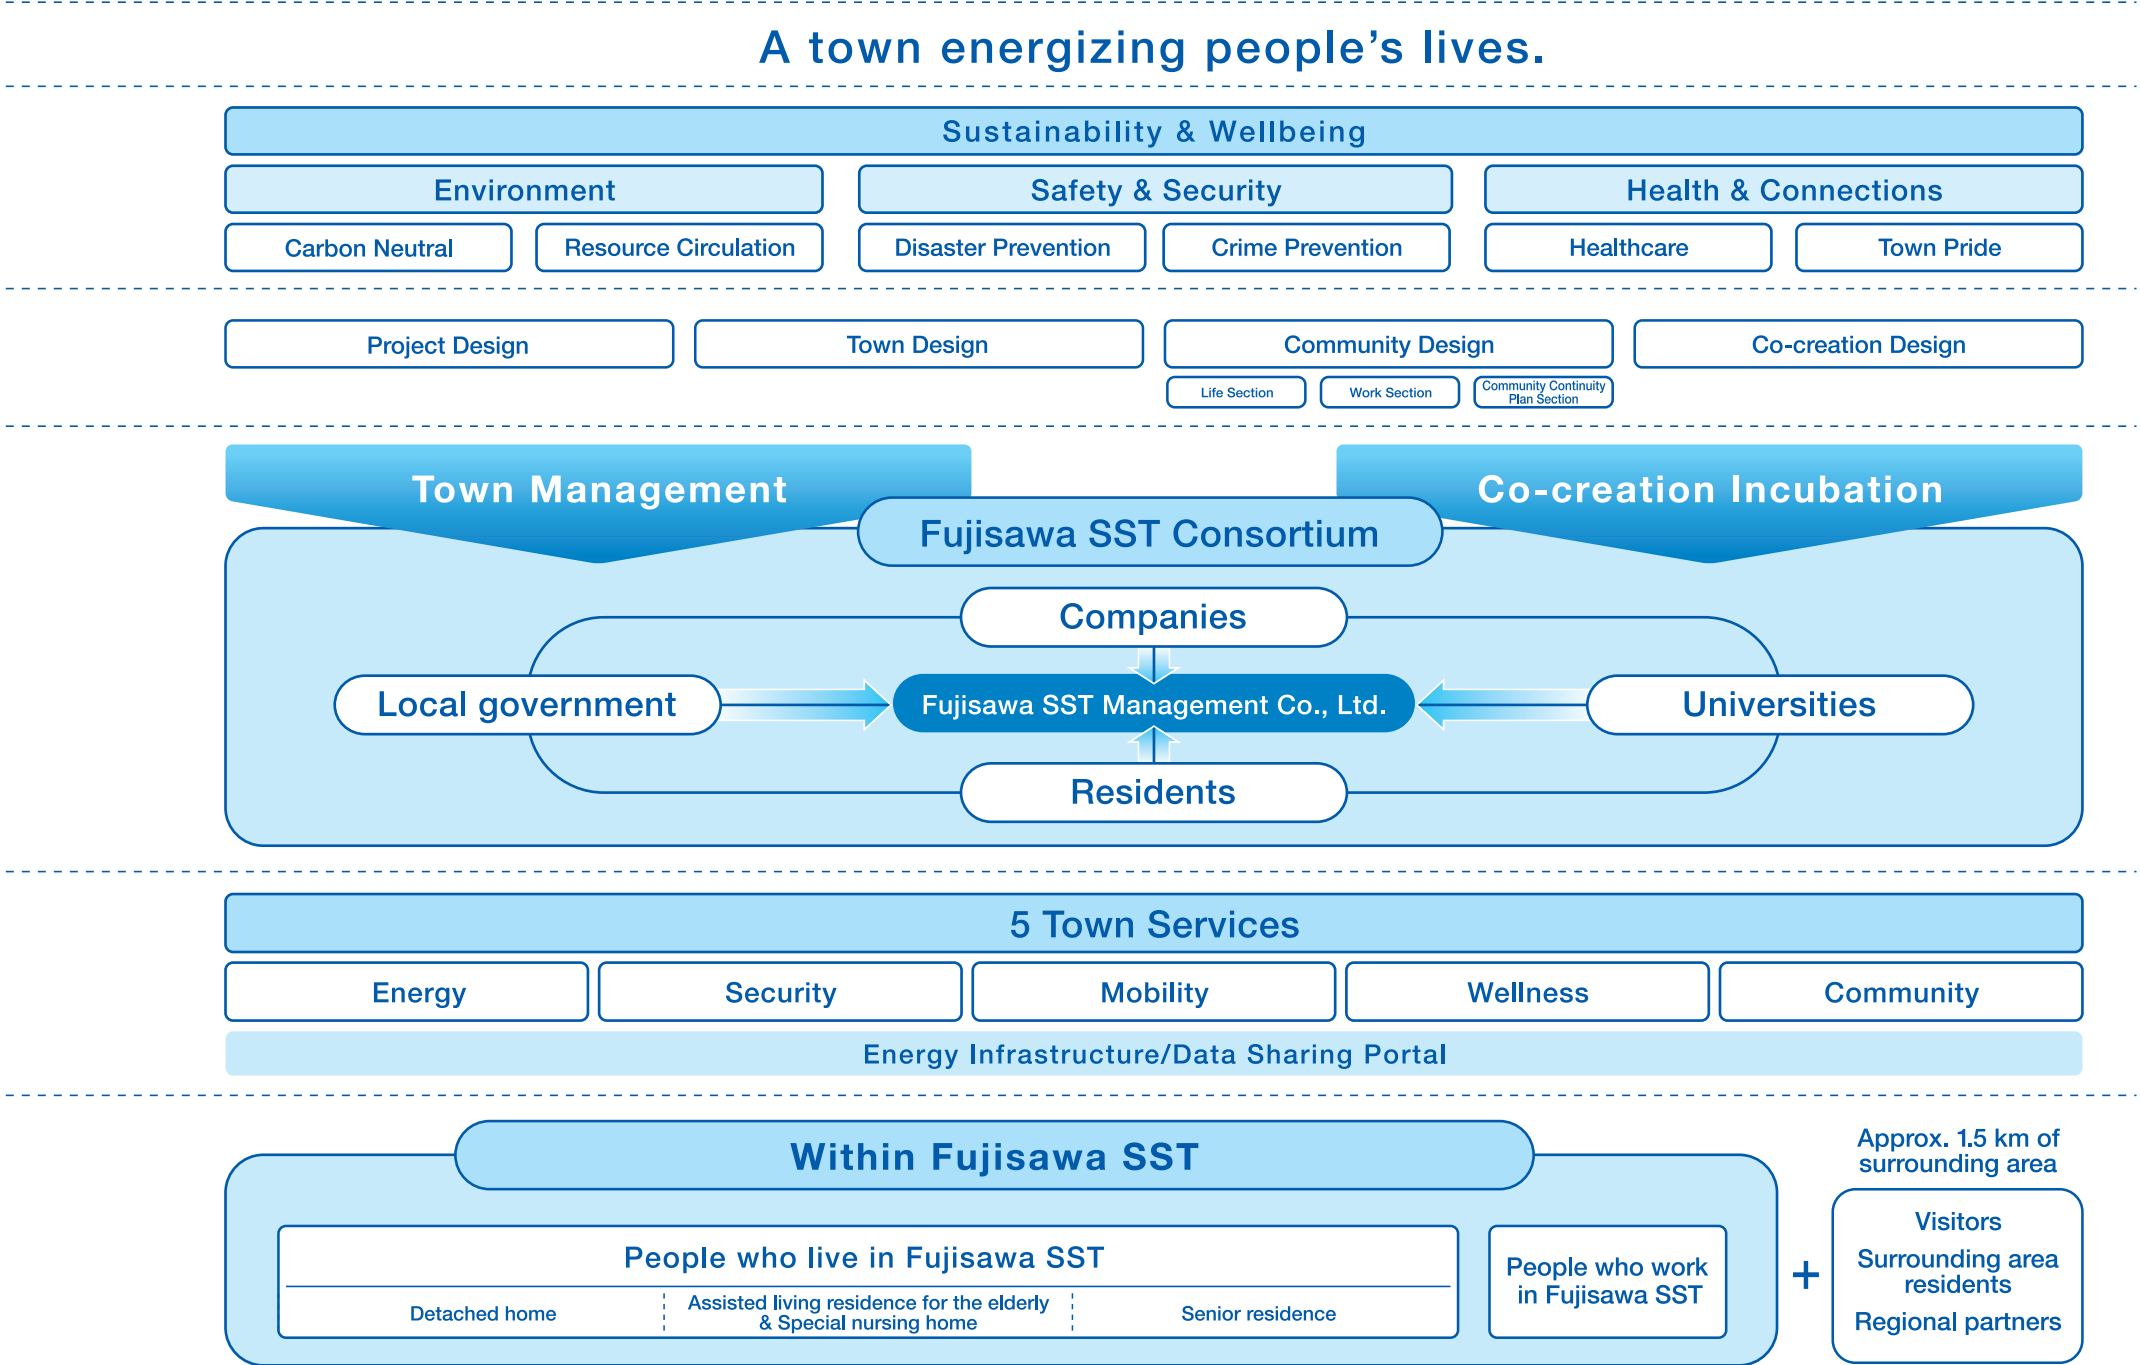 A town energizing people's lives.
Sustainability & Wellbeing
Environment
Safety & Security
Health & Connections
Carbon Neutral
Resource Circulation
Disaster Prevention
Crime Prevention
Healthcare
Town Pride
Project Design
Town Design
Community Design
Co-creation Design
Life Section
Work Section
Community Continuity
Plan Section
Town Management
Co-creation Incubation
Fujisawa SST Consortium
Companies
Local government
Fujisawa SST Management Co., Ltd.
Universities
Residents
5 Town Services
Energy
Security
Mobility
Wellness
Community
Energy Infrastructure/Data Sharing Portal
Within Fujisawa SST
People who live in Fujisawa SST
Detached home
Assisted living residence for the elderly
& Special nursing home
Senior residence
People who work
in Fujisawa SST
+
Approx. 1.5 km of
surrounding area
Visitors
Surrounding area
residents
Regional partners